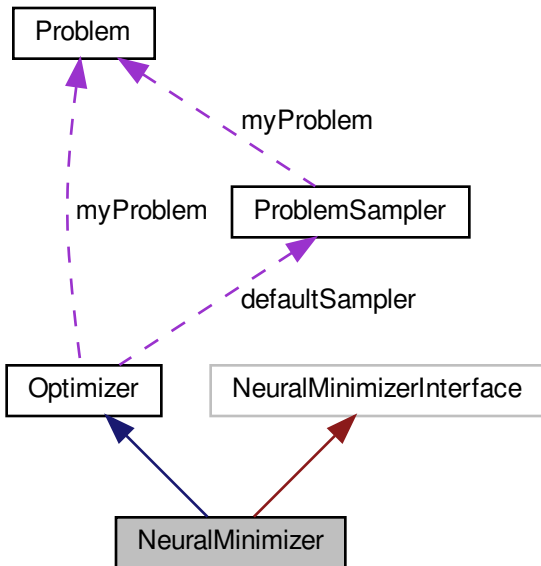 Problem
myProblem
ProblemSampler
myProblem
defaultSampler
Optimizer
NeuralMinimizerInterface
NeuralMinimizer